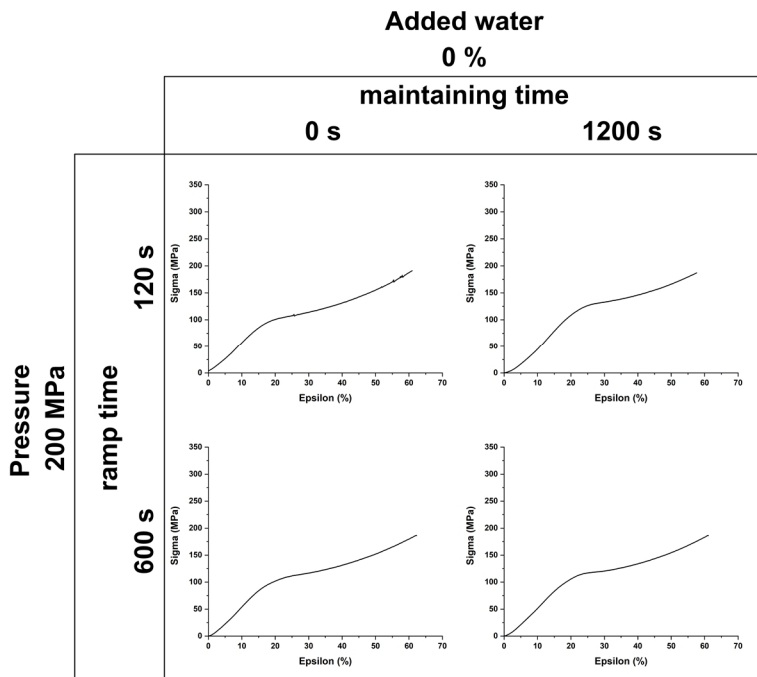 Added water
0 %
maintaining time
0 s
1200 s
Pressure
200 MPa
ramp time
120 s
600 s
350
300
250
200
150
100
50
0
Sigma (MPa)
0 10 20 30 40 50 60 70
Epsilon (%)
350
300
250
200
150
100
50
0
Sigma (MPa)
0 10 20 30 40 50 60 70
Epsilon (%)
350
300
250
200
150
100
50
0
Sigma (MPa)
0 10 20 30 40 50 60 70
Epsilon (%)
350
300
250
200
150
100
50
0
Sigma (MPa)
0 10 20 30 40 50 60 70
Epsilon (%)